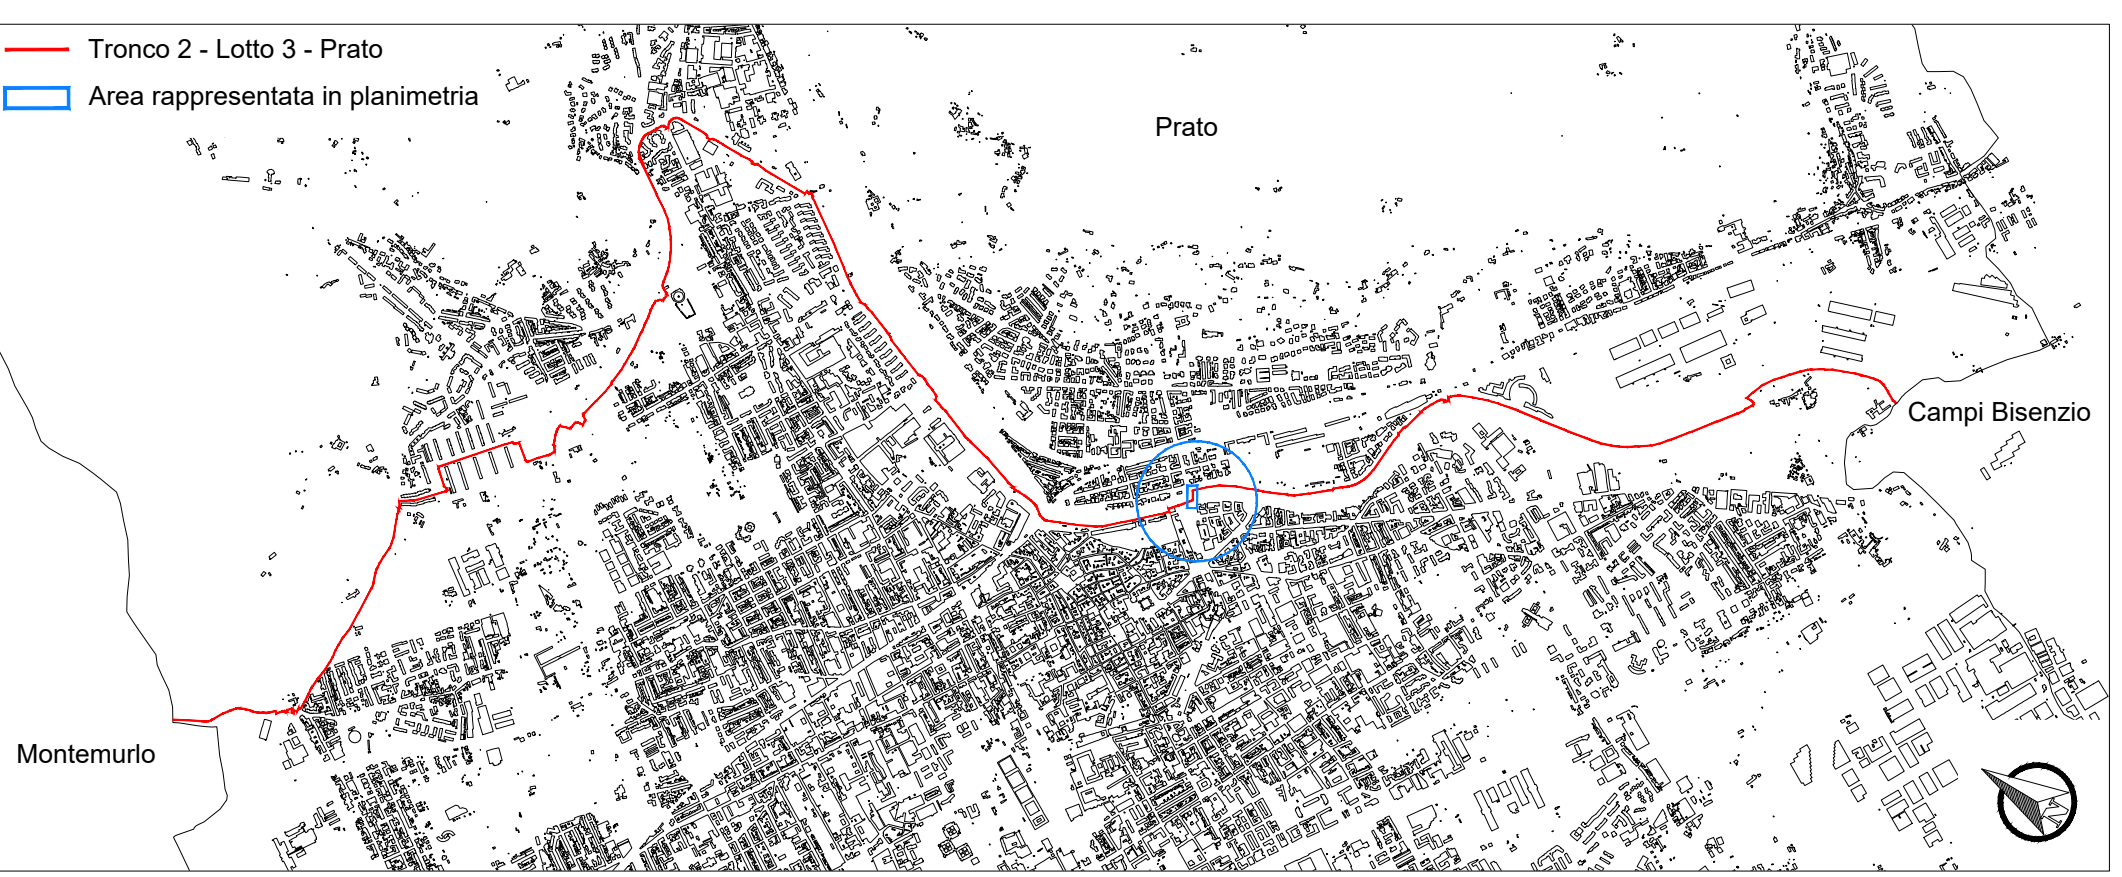 Tronco 2 - Lotto 3 - Prato
Area rappresentata in planimetria
Prato
Campi Bisenzio
Montemurlo
N